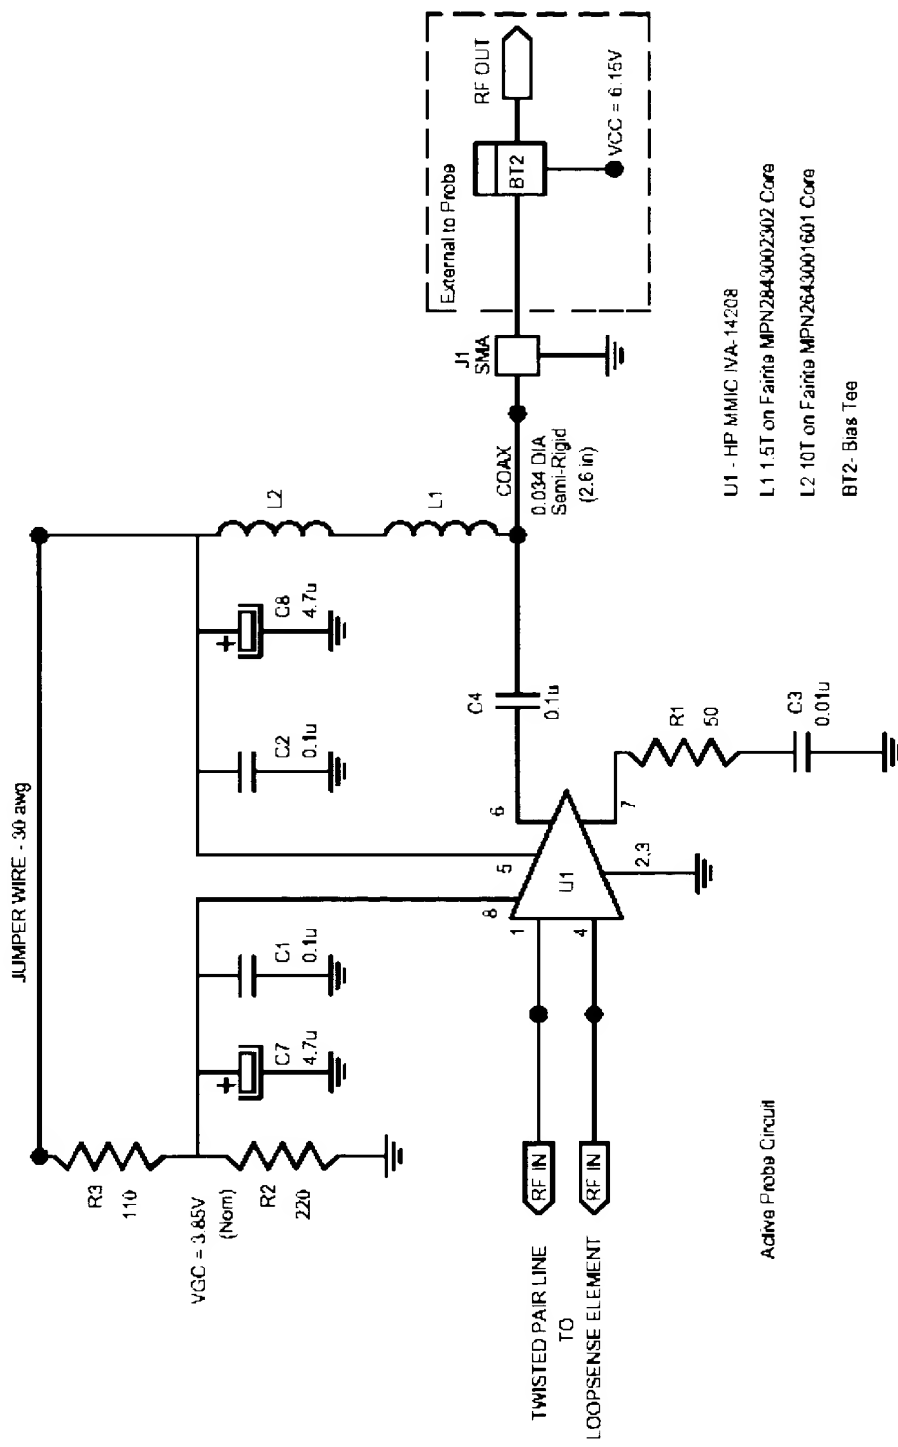 JUMPER WIRE - 30 awg
R3
110
VGC = 3.85V
(Nom)
R2
220
+
C7
4.7u
C1
0.1u
C2
0.1u
+
C8
4.7u
L2
L1
8
5
1
4
U1
6
7
2,3
C4
0.1u
R1
50
C3
0.01u
COAX
0.034 DIA
Semi-Rigid
(2.6 in)
J1
SMA
External to Probe
BT2
RF OUT
VCC = 6.15V
TWISTED PAIR LINE
TO
LOOPSENSE ELEMENT
RF IN
RF IN
U1 - HP MMIC IVA-14208
L1 1.5T on Fairite MPN2843002302 Core
L2 10T on Fairite MPN2643001601 Core
BT2- Bias Tee
Active Probe Circuit